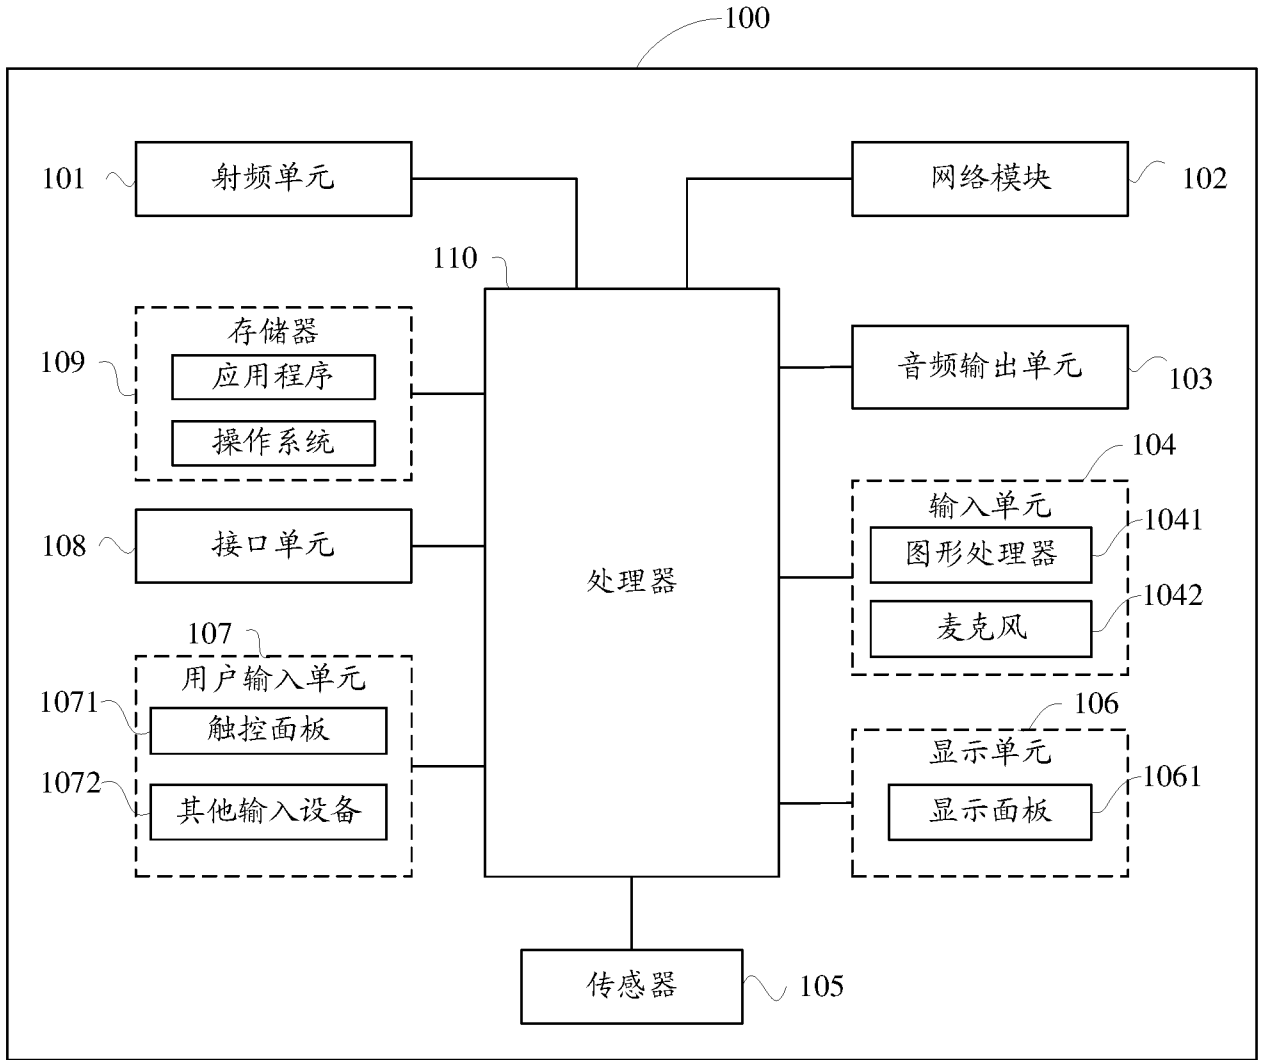 100
101
射频单元
网络模块
102
110
存储器
109
应用程序
操作系统
音频输出单元
103
104
输入单元
1041
图形处理器
1042
麦克风
108
接口单元
处理器
107
用户输入单元
1071
触控面板
1072
其他输入设备
106
显示单元
1061
显示面板
传感器
105